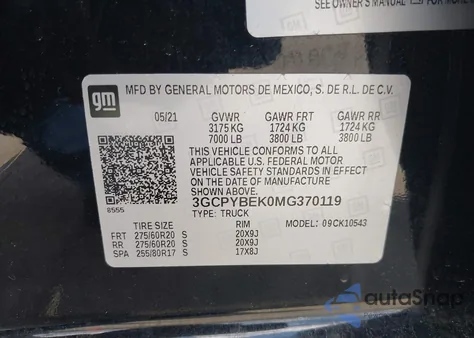 SEE OWNER'S MANUAL
FOR MORE
gm
MFD BY GENERAL MOTORS DE MEXICO, S. DE R.L. DE C.V.
05/21 GVWR GAWR FRT GAWR RR
3175 KG 1724 KG 1724 KG
7000 LB 3800 LB 3800 LB
THIS VEHICLE CONFORMS TO ALL
APPLICABLE U.S. FEDERAL MOTOR
VEHICLE SAFETY STANDARDS IN EFFECT
ON THE DATE OF MANUFACTURE
SHOWN ABOVE.
8555 3GCPYBEK0MG370119
TYPE: TRUCK
TIRE SIZE RIM MODEL: 09CK10543
FRT 275/60R20 S 20X9J
RR 275/60R20 S 20X9J
SPA 255/80R17 S 17X8J
autaSnap